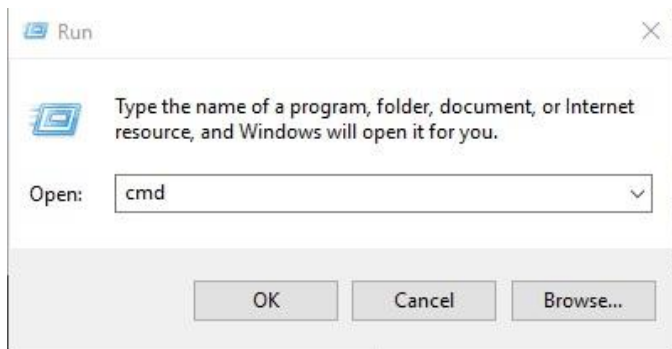 Run
Type the name of a program, folder, document, or Internet
resource, and Windows will open it for you.
Open: cmd
OK Cancel Browse...